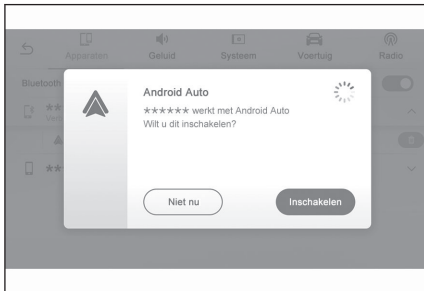 Apparaten Geluid Systeem Voertuig Radio
Bluetooth
Android Auto
****** werkt met Android Auto
Wilt u dit inschakelen?
**
**
Niet nu Inschakelen